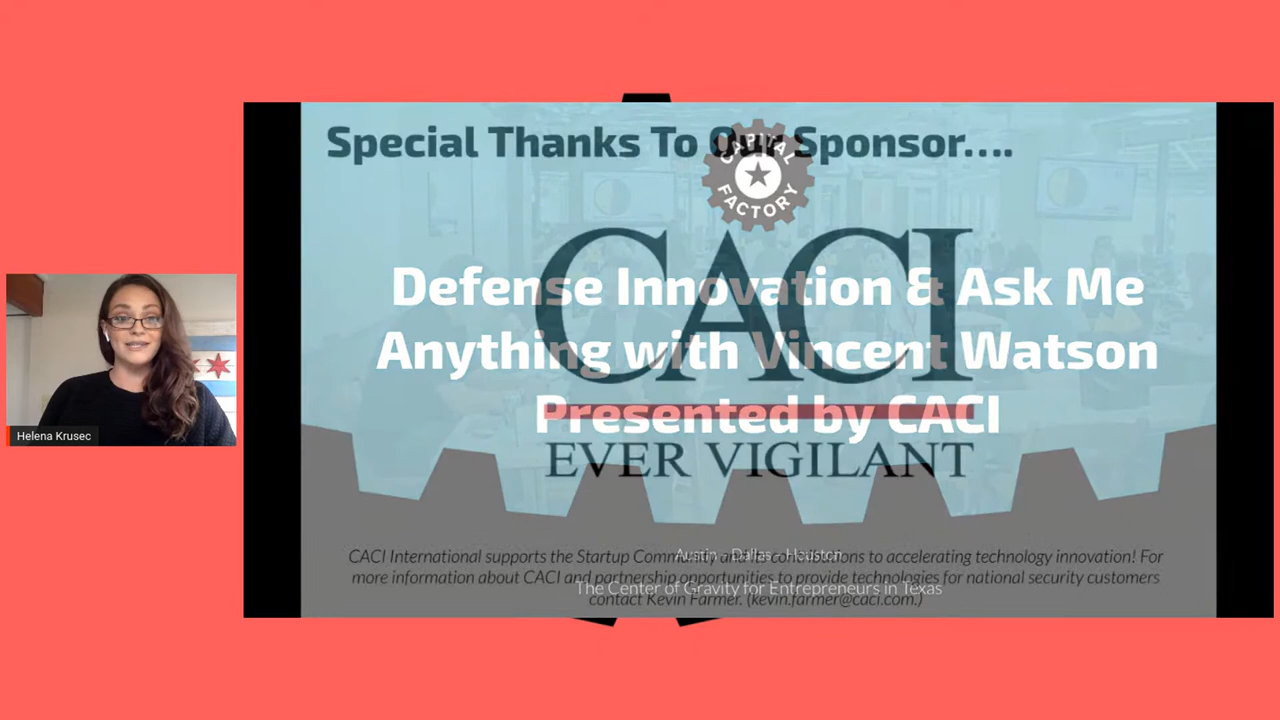 Special Thanks To Our Sponsor....
CAPITAL
FACTORY
CACI
Defense Innovation & Ask Me
Anything with Vincent Watson
Presented by CACI
EVER VIGILANT
CACI International supports the Startup Community and its contributions to accelerating technology innovation! For
more information about CACI and partnership opportunities to provide technologies for national security customers
contact Kevin Farmer. (kevin.farmer@caci.com.)
Austin - Dallas - Houston
The Center of Gravity for Entrepreneurs in Texas
Helena Krusec